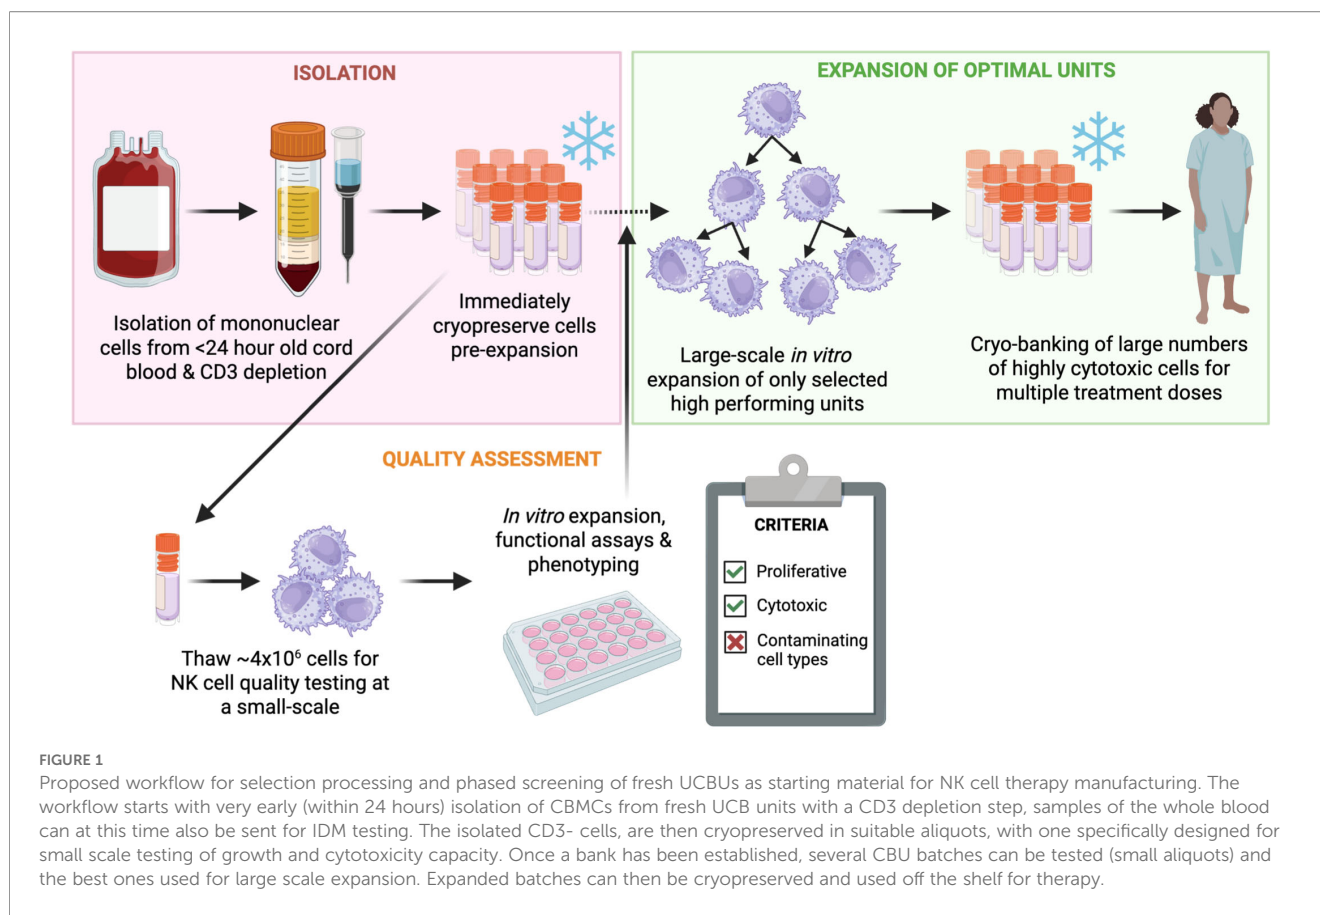 ISOLATION
Isolation of mononuclear
cells from <24 hour old cord
blood & CD3 depletion
Immediately
cryopreserve cells
pre-expansion
EXPANSION OF OPTIMAL UNITS
Large-scale in vitro
expansion of only selected
high performing units
Cryo-banking of large numbers
of highly cytotoxic cells for
multiple treatment doses
QUALITY ASSESSMENT
Thaw ~4x10⁶ cells for
NK cell quality testing at
a small-scale
In vitro expansion,
functional assays &
phenotyping
CRITERIA
Proliferative
Cytotoxic
Contaminating
cell types
FIGURE 1
Proposed workflow for selection processing and phased screening of fresh UCBUs as starting material for NK cell therapy manufacturing. The
workflow starts with very early (within 24 hours) isolation of CBMCs from fresh UCB units with a CD3 depletion step, samples of the whole blood
can at this time also be sent for IDM testing. The isolated CD3- cells, are then cryopreserved in suitable aliquots, with one specifically designed for
small scale testing of growth and cytotoxicity capacity. Once a bank has been established, several CBU batches can be tested (small aliquots) and
the best ones used for large scale expansion. Expanded batches can then be cryopreserved and used off the shelf for therapy.